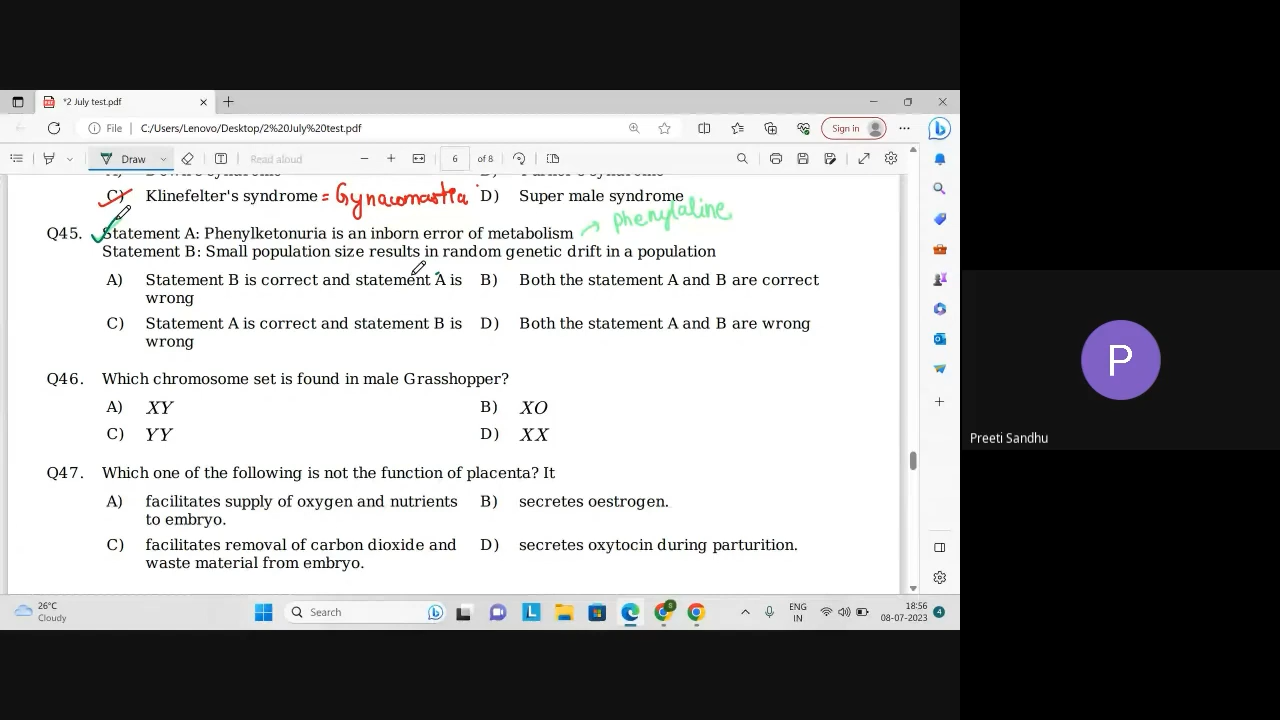 *2 July test.pdf
File
C:/Users/Lenovo/Desktop/2%20July%20test.pdf
Sign in
Draw
Read aloud
6
of 8
C) Klinefelter's syndrome = Gynacomastia D) Super male syndrome
Q45. Statement A: Phenylketonuria is an inborn error of metabolism → Phenylaline
Statement B: Small population size results in random genetic drift in a population
A) Statement B is correct and statement A is B) Both the statement A and B are correct
wrong
C) Statement A is correct and statement B is D) Both the statement A and B are wrong
wrong
Q46. Which chromosome set is found in male Grasshopper?
A) XY B) XO
C) YY D) XX
Q47. Which one of the following is not the function of placenta? It
A) facilitates supply of oxygen and nutrients B) secretes oestrogen.
to embryo.
C) facilitates removal of carbon dioxide and D) secretes oxytocin during parturition.
waste material from embryo.
P
Preeti Sandhu
26°C
Cloudy
Search
ENG
IN
18:56
08-07-2023